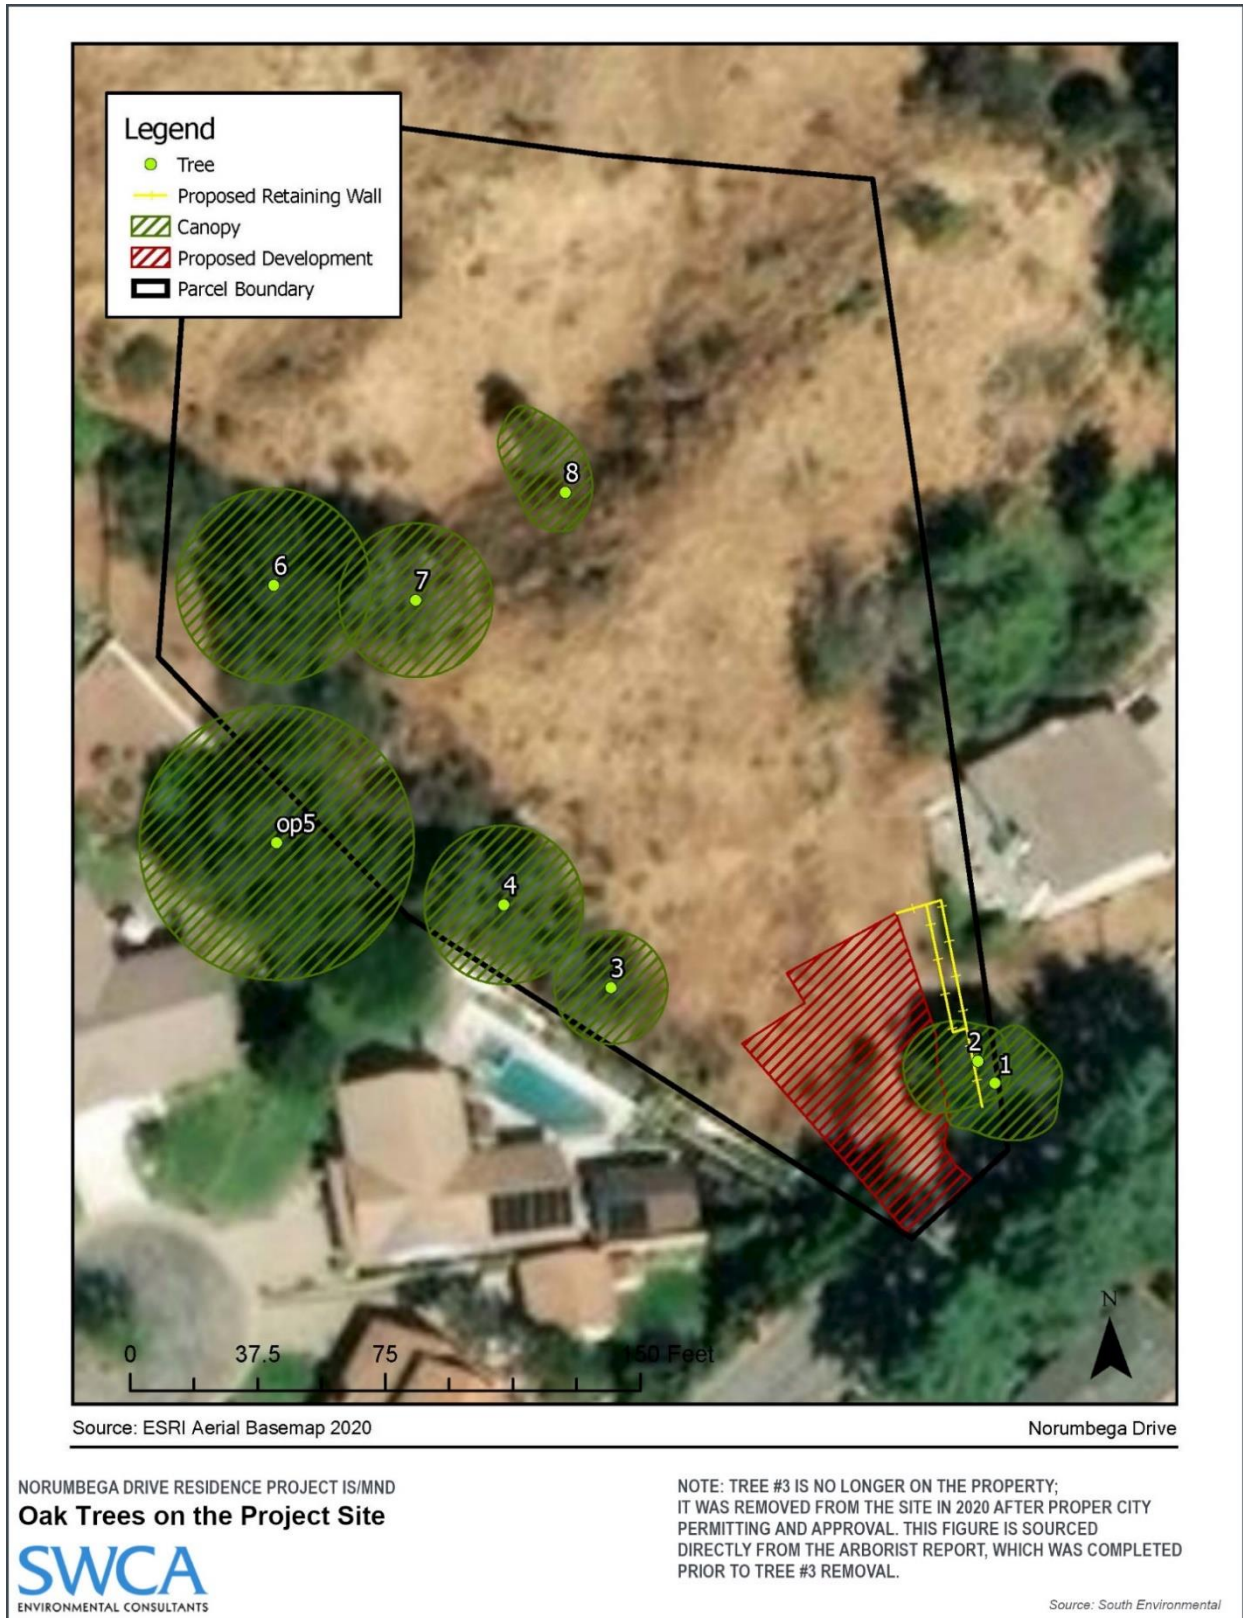 Legend
Tree
Proposed Retaining Wall
Canopy
Proposed Development
Parcel Boundary
8
6
7
op5
4
3
2
1
N
0 37.5 75 150 Feet
Source: ESRI Aerial Basemap 2020
Norumbega Drive
NORUMBEGA DRIVE RESIDENCE PROJECT IS/MND
Oak Trees on the Project Site
SWCA
ENVIRONMENTAL CONSULTANTS
NOTE: TREE #3 IS NO LONGER ON THE PROPERTY;
IT WAS REMOVED FROM THE SITE IN 2020 AFTER PROPER CITY
PERMITTING AND APPROVAL. THIS FIGURE IS SOURCED
DIRECTLY FROM THE ARBORIST REPORT, WHICH WAS COMPLETED
PRIOR TO TREE #3 REMOVAL.
Source: South Environmental